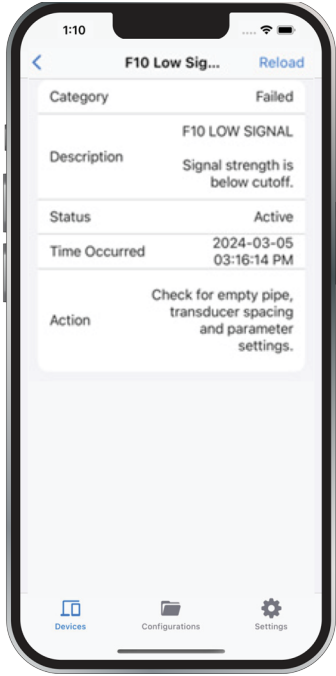 1:10
F10 Low Sig...
Reload
Category
Failed
Description
F10 LOW SIGNAL
Signal strength is
below cutoff.
Status
Active
Time Occurred
2024-03-05
03:16:14 PM
Action
Check for empty pipe,
transducer spacing
and parameter
settings.
Devices
Configurations
Settings